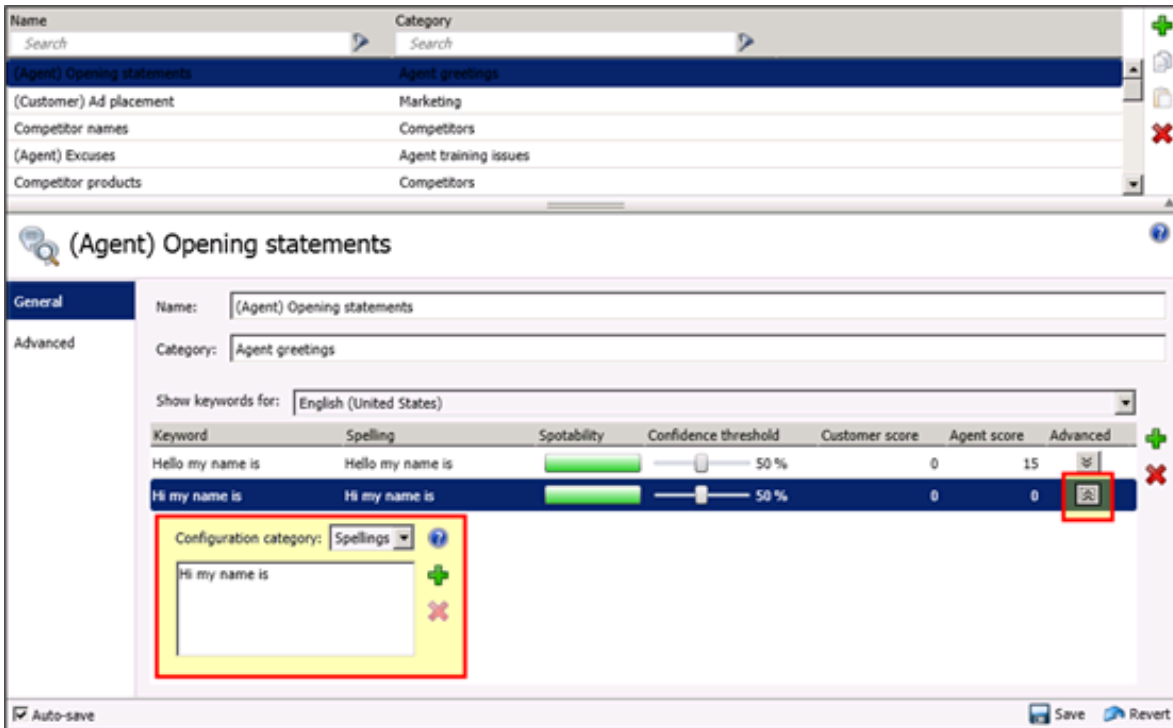 Name Category
Search Search
(Agent) Opening statements Agent greetings
(Customer) Ad placement Marketing
Competitor names Competitors
(Agent) Excuses Agent training issues
Competitor products Competitors
(Agent) Opening statements
General
Name: (Agent) Opening statements
Advanced
Category: Agent greetings
Show keywords for: English (United States)
Keyword Spelling Spotability Confidence threshold Customer score Agent score Advanced
Hello my name is Hello my name is 50 % 0 15
Hi my name is Hi my name is 50 % 0 0
Configuration category: Spellings
Hi my name is
Auto-save Save Revert